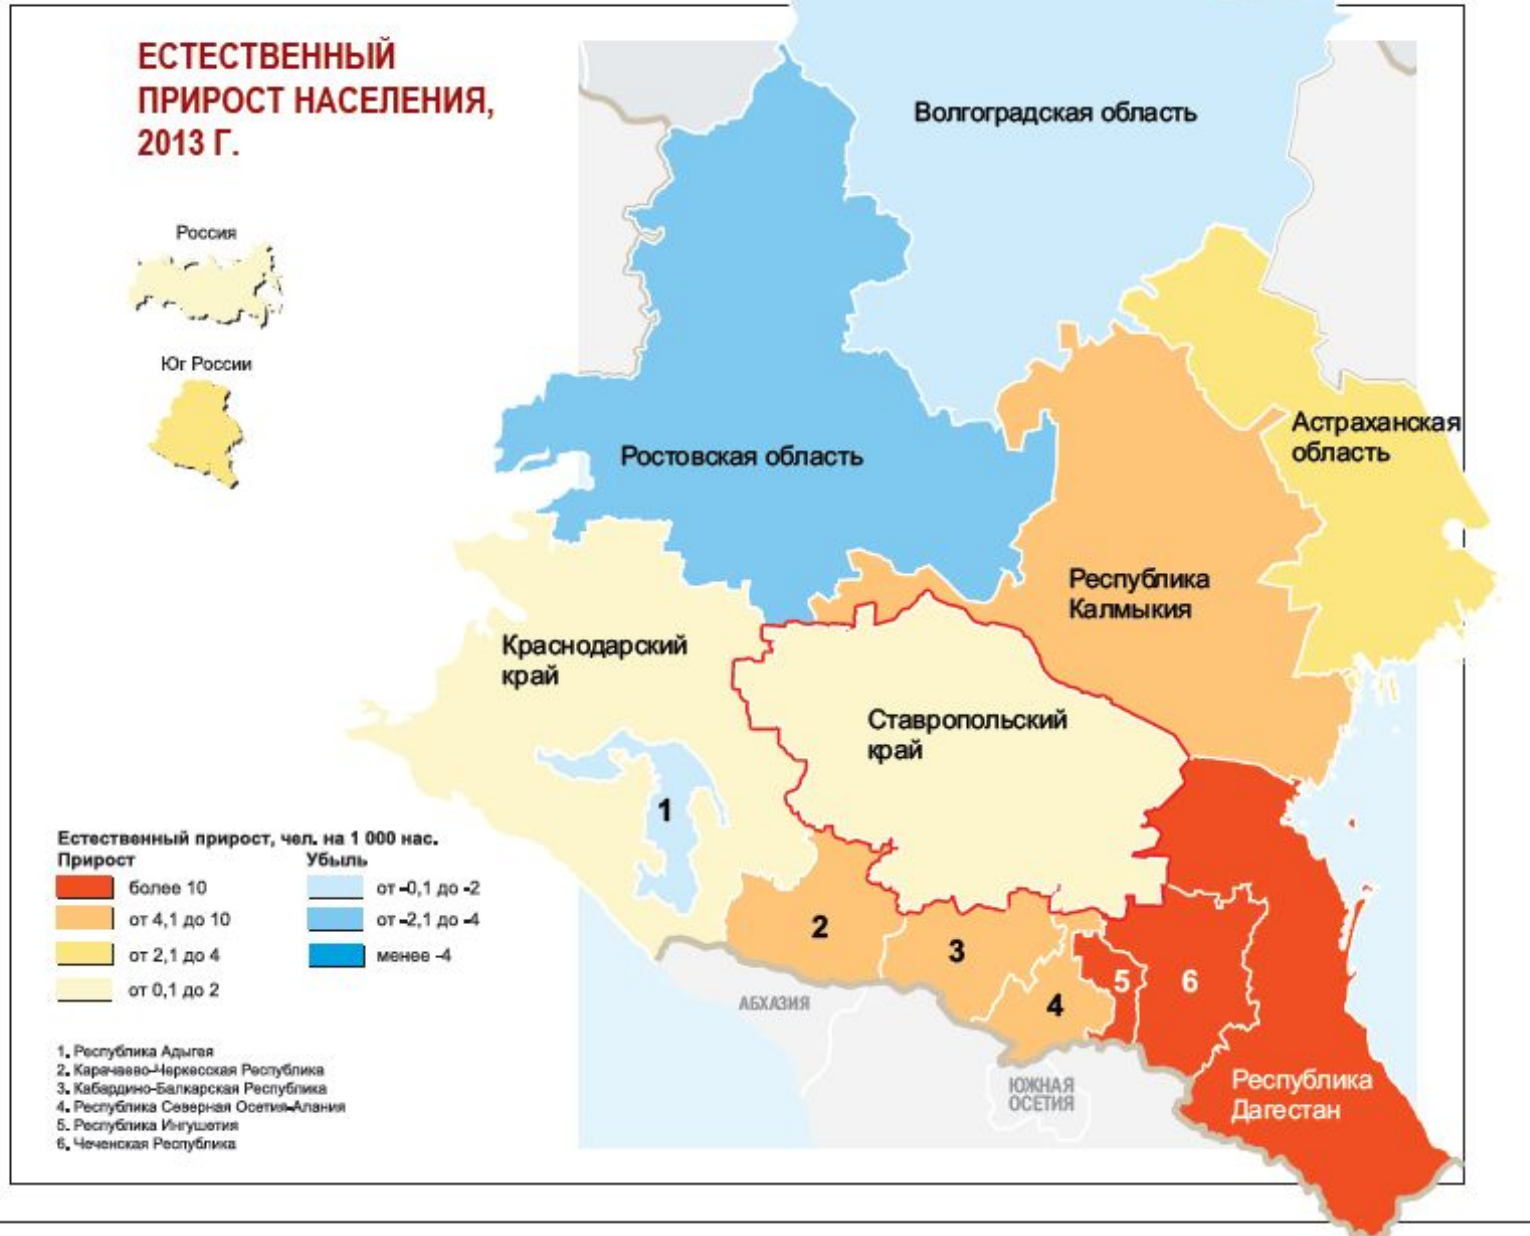 ЕСТЕСТВЕННЫЙ
ПРИРОСТ НАСЕЛЕНИЯ,
2013 Г.
Россия
Юг России
Волгоградская область
Ростовская область
Астраханская
область
Республика
Калмыкия
Краснодарский
край
Ставропольский
край
1
2
3
4
5
6
Республика
Дагестан
АБХАЗИЯ
ЮЖНАЯ
ОСЕТИЯ
Естественный прирост, чел. на 1 000 нас.
Прирост
более 10
от 4,1 до 10
от 2,1 до 4
от 0,1 до 2
Убыль
от -0,1 до -2
от -2,1 до -4
менее -4
1. Республика Адыгея
2. Карачаево-Черкесская Республика
3. Кабардино-Балкарская Республика
4. Республика Северная Осетия-Алания
5. Республика Ингушетия
6. Чеченская Республика